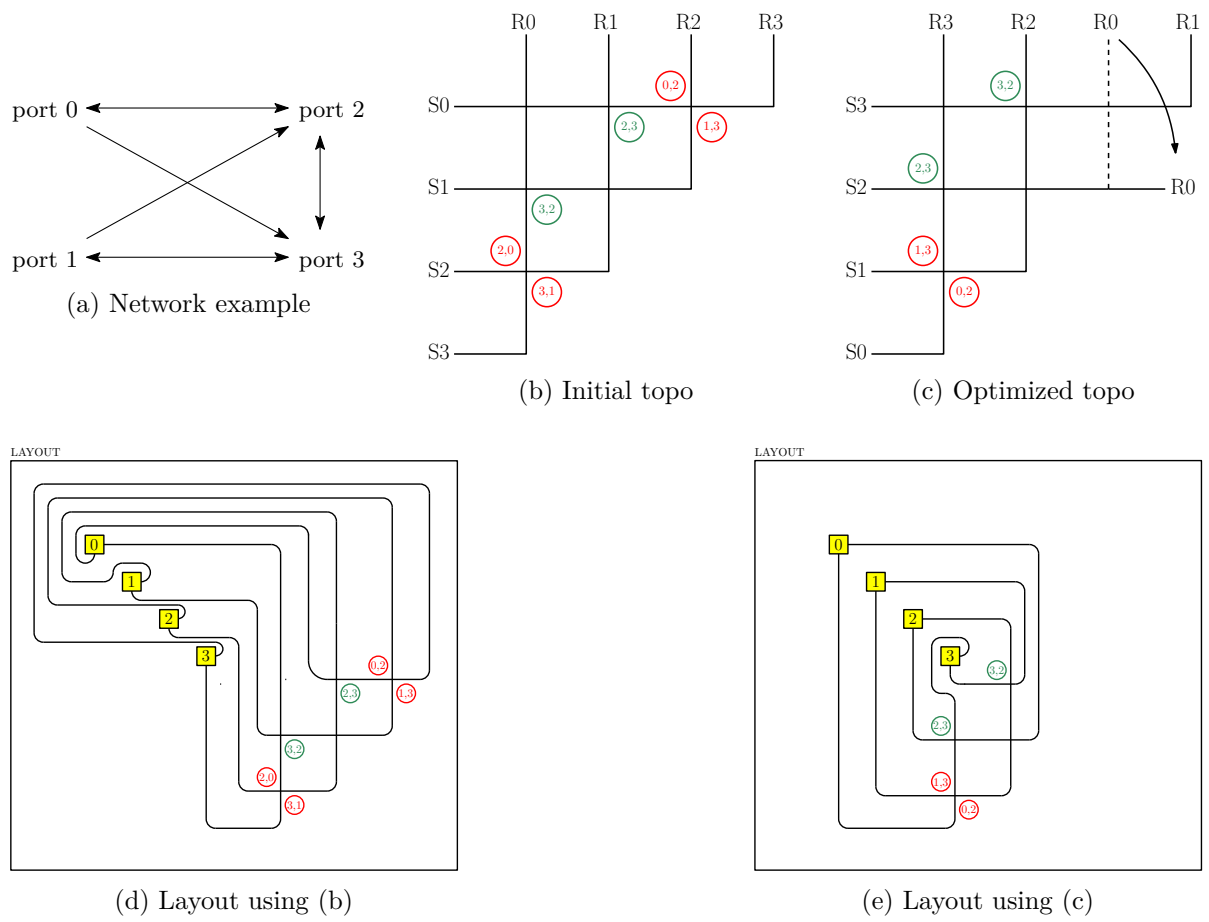 port 0
port 2
port 1
port 3
(a) Network example
R0 R1 R2 R3
S0
S1
S2
S3
0,2
2,3
1,3
3,2
2,0
3,1
(b) Initial topo
R3 R2 R0 R1
S3
S2
S1
S0
R0
3,2
2,3
1,3
0,2
(c) Optimized topo
LAYOUT
0
1
2
3
0,2
2,3
1,3
3,2
2,0
3,1
(d) Layout using (b)
LAYOUT
0
1
2
3
3,2
2,3
1,3
0,2
(e) Layout using (c)